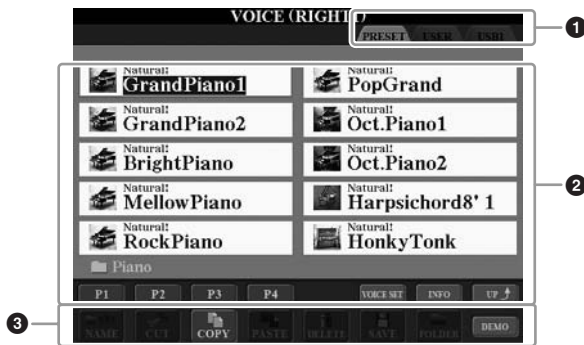 VOICE (RIGHT1)
PRESET USER USB1
1
Natural!
GrandPiano1
Natural!
PopGrand
Natural!
GrandPiano2
Natural!
Oct.Piano1
Natural!
BrightPiano
Natural!
Oct.Piano2
2
Natural!
MellowPiano
Natural!
Harpsichord8' 1
Natural!
RockPiano
Natural!
HonkyTonk
Piano
P1 P2 P3 P4 VOICE SET INFO UP
3
NAME CUT COPY PASTE DELETE SAVE FOLDER DEMO